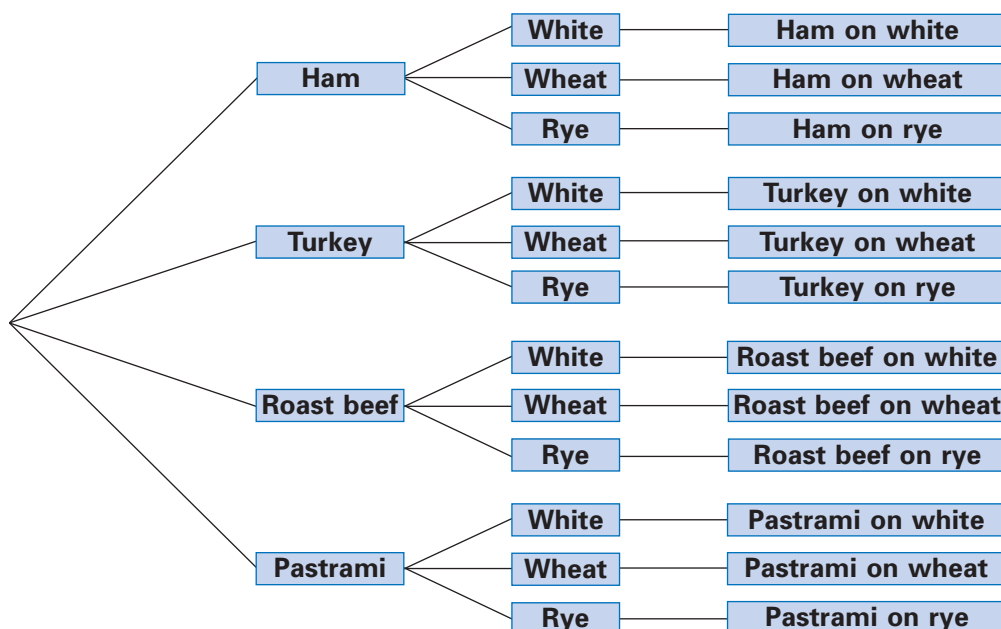 White
Ham on white
Ham
Wheat
Ham on wheat
Rye
Ham on rye
White
Turkey on white
Turkey
Wheat
Turkey on wheat
Rye
Turkey on rye
White
Roast beef on white
Roast beef
Wheat
Roast beef on wheat
Rye
Roast beef on rye
White
Pastrami on white
Pastrami
Wheat
Pastrami on wheat
Rye
Pastrami on rye